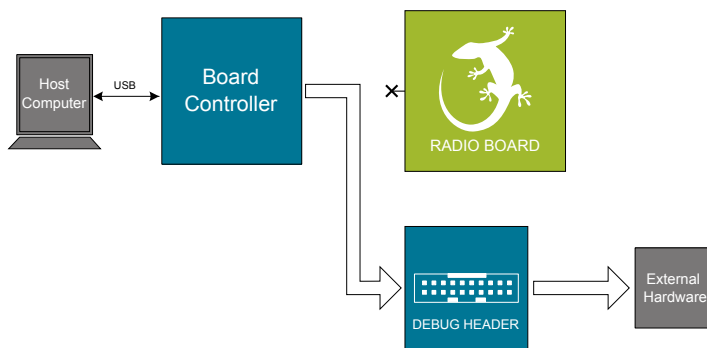 Host
Computer
USB
Board
Controller
RADIO BOARD
DEBUG HEADER
External
Hardware